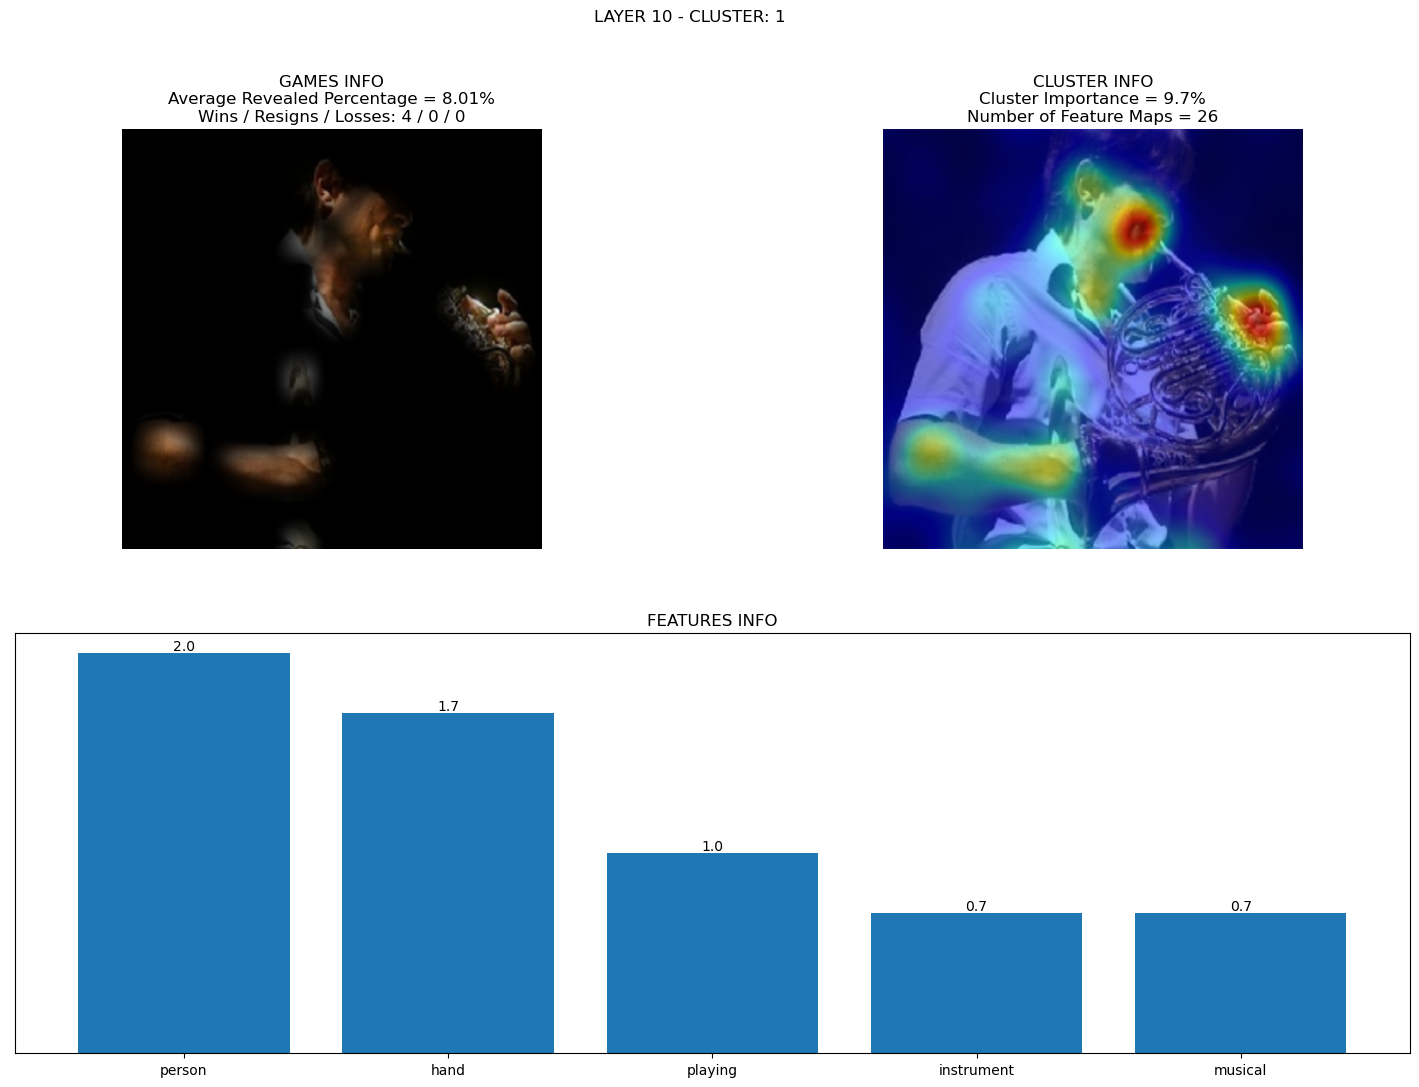 LAYER 10 - CLUSTER: 1
GAMES INFO
Average Revealed Percentage = 8.01%
Wins / Resigns / Losses: 4 / 0 / 0
CLUSTER INFO
Cluster Importance = 9.7%
Number of Feature Maps = 26
FEATURES INFO
2.0
1.7
1.0
0.7
0.7
person
hand
playing
instrument
musical